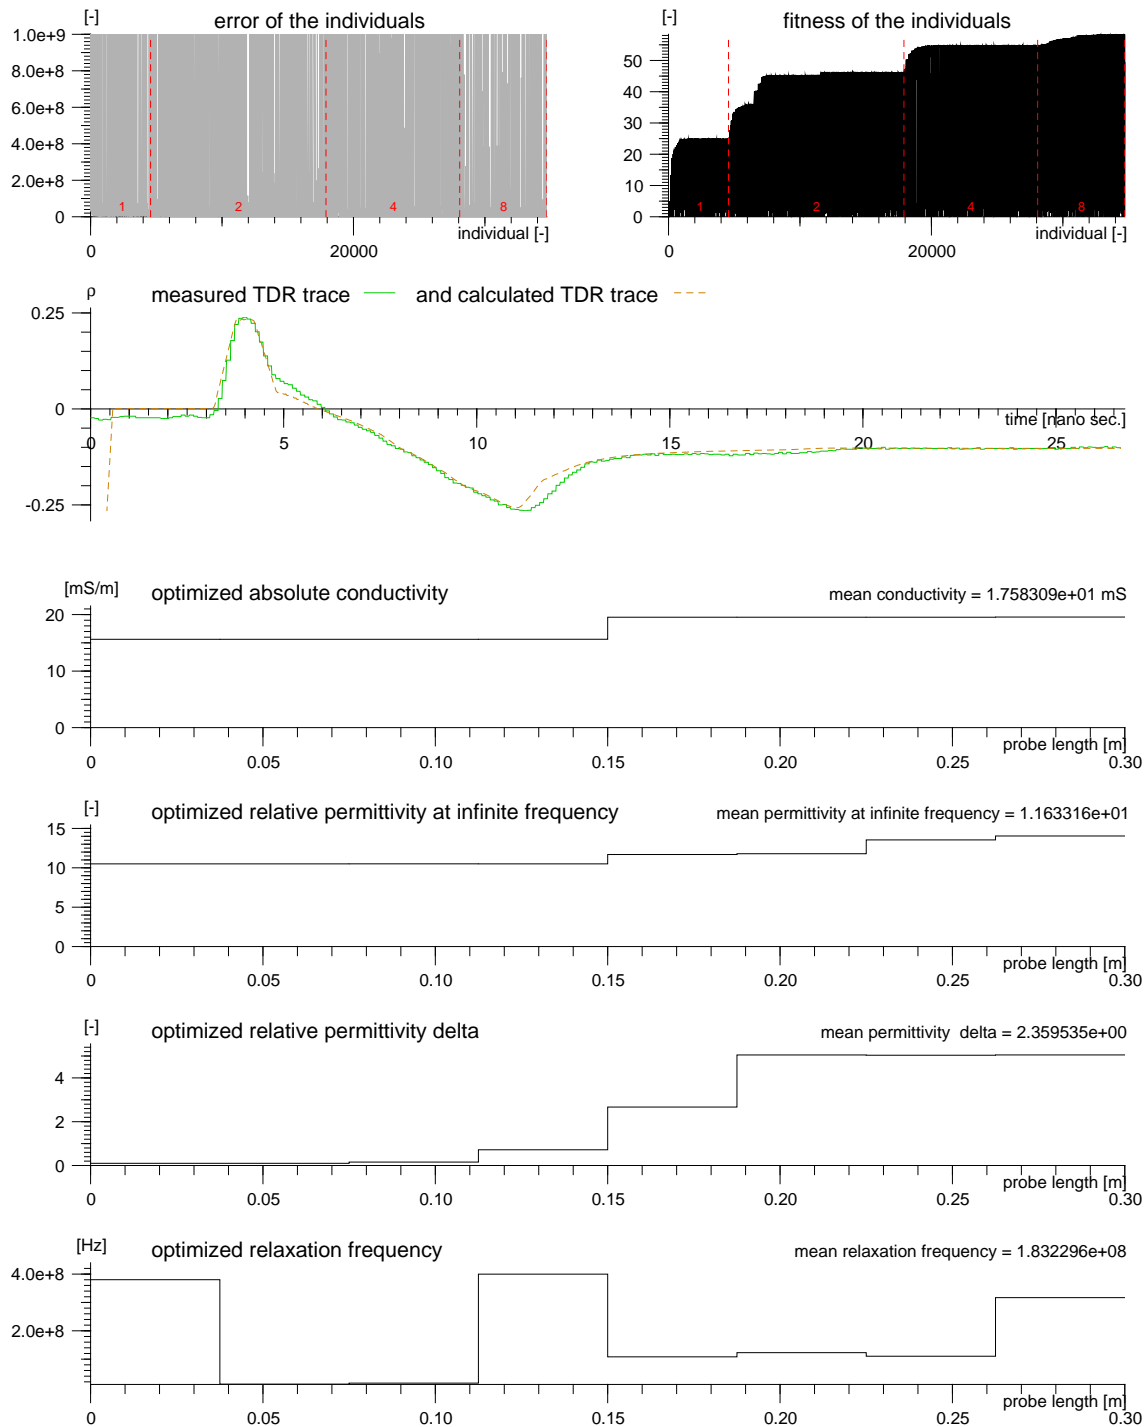 [-] error of the individuals
1.0e+9
8.0e+8
6.0e+8
4.0e+8
2.0e+8
0
1 2 4 8
individual [-]
0 20000
[-] fitness of the individuals
50
40
30
20
10
0
1 2 4 8
individual [-]
0 20000
ρ measured TDR trace and calculated TDR trace
0.25
0
-0.25
time [nano sec.]
0 5 10 15 20 25
[mS/m] optimized absolute conductivity mean conductivity = 1.758309e+01 mS
20
10
0
probe length [m]
0 0.05 0.10 0.15 0.20 0.25 0.30
[-] optimized relative permittivity at infinite frequency mean permittivity at infinite frequency = 1.163316e+01
15
10
5
0
probe length [m]
0 0.05 0.10 0.15 0.20 0.25 0.30
[-] optimized relative permittivity delta mean permittivity delta = 2.359535e+00
4
2
0
probe length [m]
0 0.05 0.10 0.15 0.20 0.25 0.30
[Hz] optimized relaxation frequency mean relaxation frequency = 1.832296e+08
4.0e+8
2.0e+8
probe length [m]
0 0.05 0.10 0.15 0.20 0.25 0.30